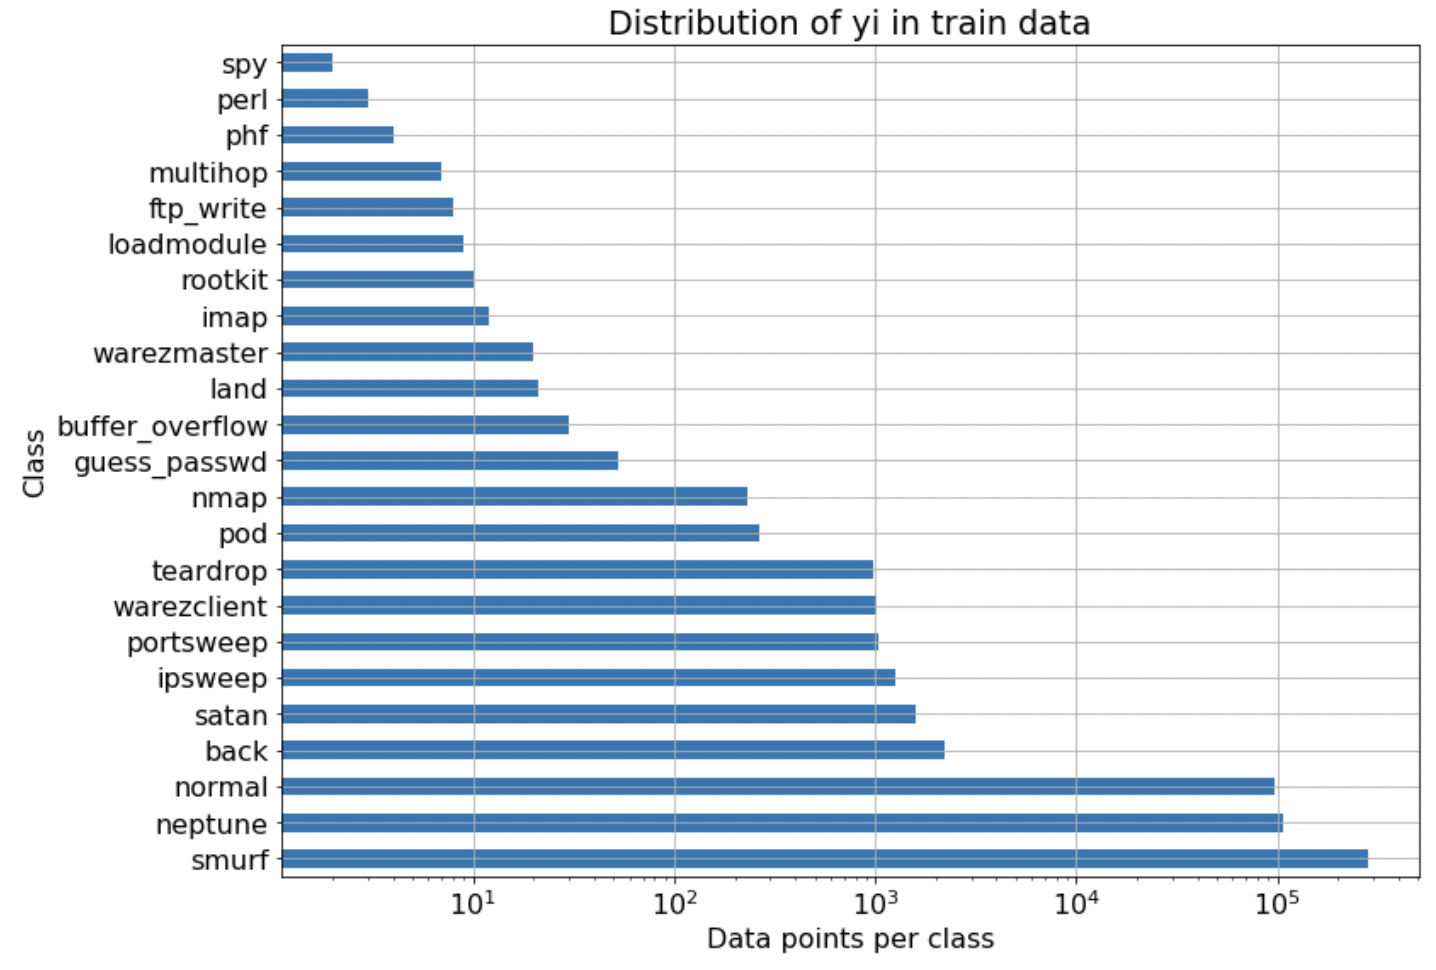 Distribution of yi in train data
Class
spy
perl
phf
multihop
ftp_write
loadmodule
rootkit
imap
warezmaster
land
buffer_overflow
guess_passwd
nmap
pod
teardrop
warezclient
portsweep
ipsweep
satan
back
normal
neptune
smurf
10¹ 10² 10³ 10⁴ 10⁵
Data points per class